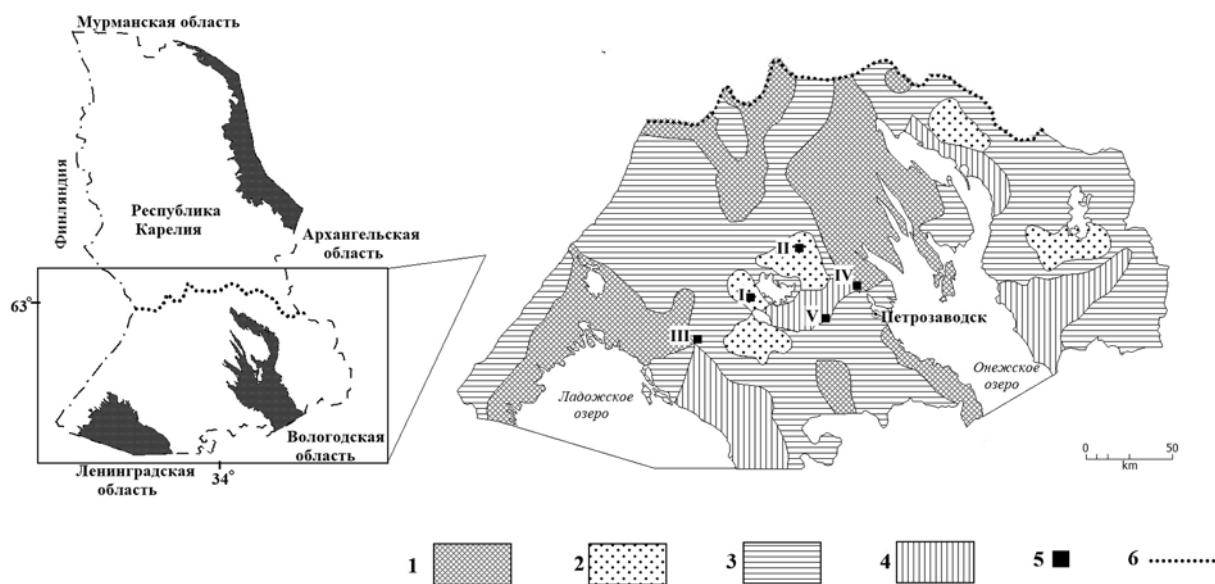 Мурманская область
Финляндия
Республика
Карелия
Архангельская
область
63°
Вологодская
область
Ленинградская
область
34°
II
IV
I
V
Петрозаводск
III
Онежское
озеро
Ладожское
озеро
0 50
km
1 2 3 4 5 6